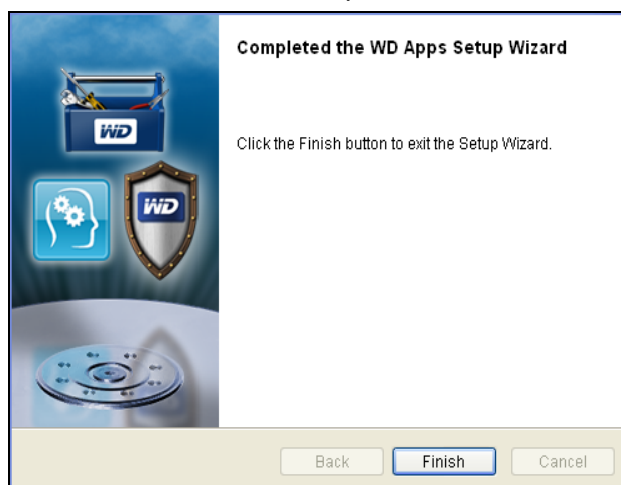 Completed the WD Apps Setup Wizard
Click the Finish button to exit the Setup Wizard.
WD
WD
Back
Finish
Cancel